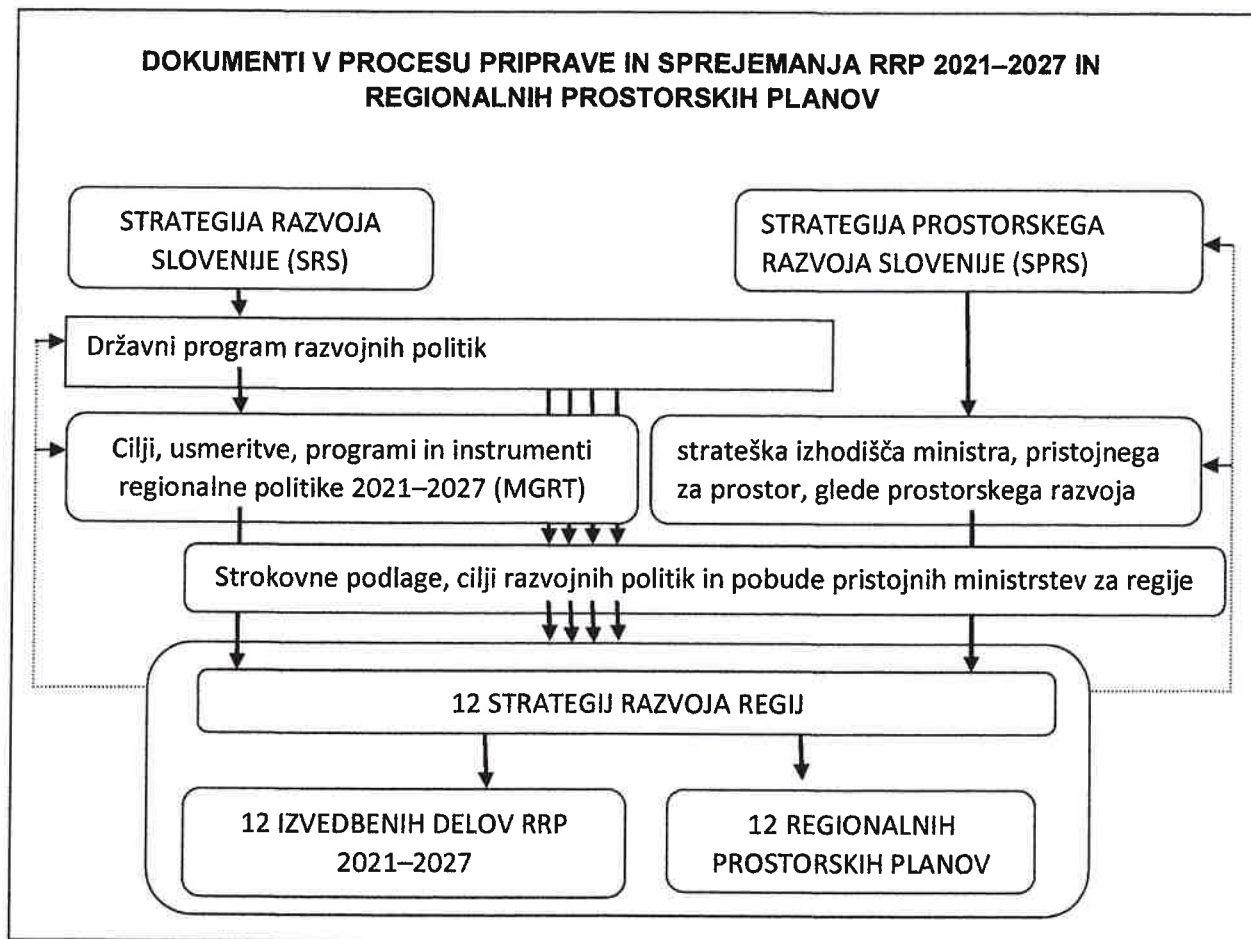 DOKUMENTI V PROCESU PRIPRAVE IN SPREJEMANJA RRP 2021–2027 IN
REGIONALNIH PROSTORSKIH PLANOV
STRATEGIJA RAZVOJA
SLOVENIJE (SRS)
STRATEGIJA PROSTORSKEGA
RAZVOJA SLOVENIJE (SPRS)
Državni program razvojnih politik
Cilji, usmeritve, programi in instrumenti
regionalne politike 2021–2027 (MGRT)
strateška izhodišča ministra, pristojnega
za prostor, glede prostorskega razvoja
Strokovne podlage, cilji razvojnih politik in pobude pristojnih ministrstev za regije
12 STRATEGIJ RAZVOJA REGIJ
12 IZVEDBENIH DELOV RRP
2021–2027
12 REGIONALNIH
PROSTORSKIH PLANOV